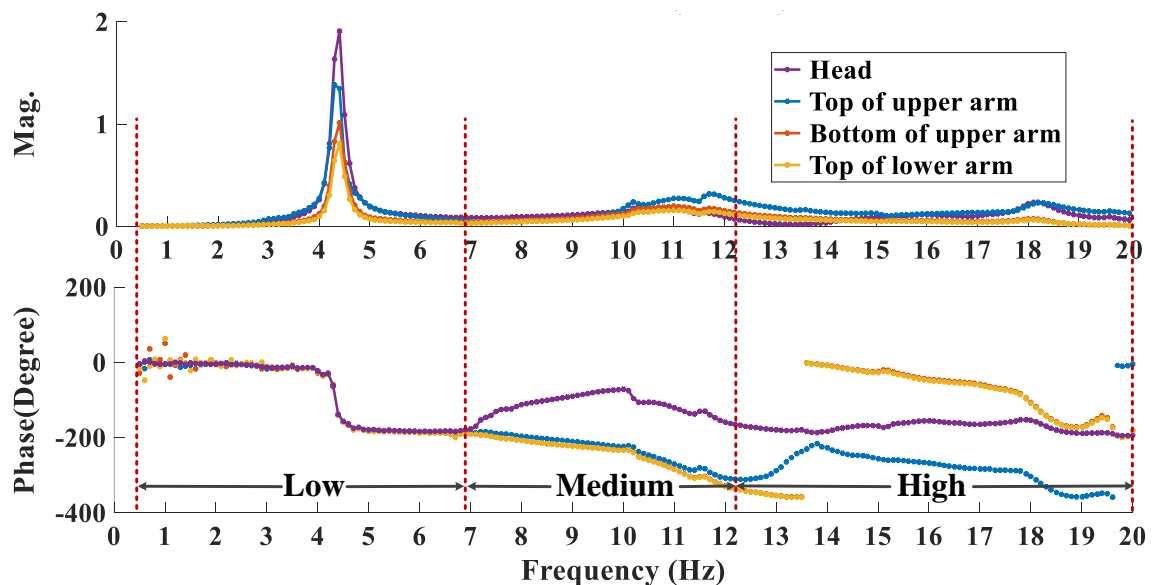 2
1
0
Mag.
Head
Top of upper arm
Bottom of upper arm
Top of lower arm
0 1 2 3 4 5 6 7 8 9 10 11 12 13 14 15 16 17 18 19 20
200
0
-200
-400
Phase(Degree)
Low Medium High
0 1 2 3 4 5 6 7 8 9 10 11 12 13 14 15 16 17 18 19 20
Frequency (Hz)